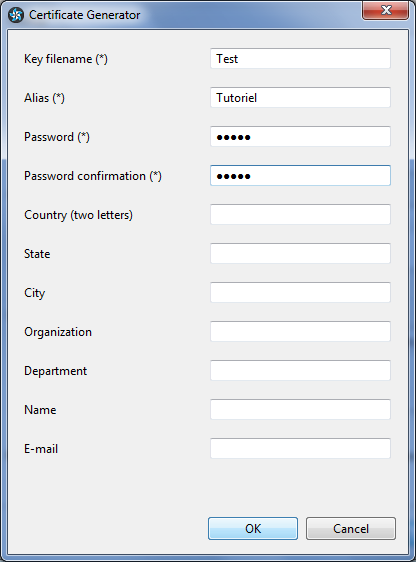 Certificate Generator
Key filename (*) Test
Alias (*) Tutoriel
Password (*) •••••
Password confirmation (*) •••••
Country (two letters)
State
City
Organization
Department
Name
E-mail
OK Cancel